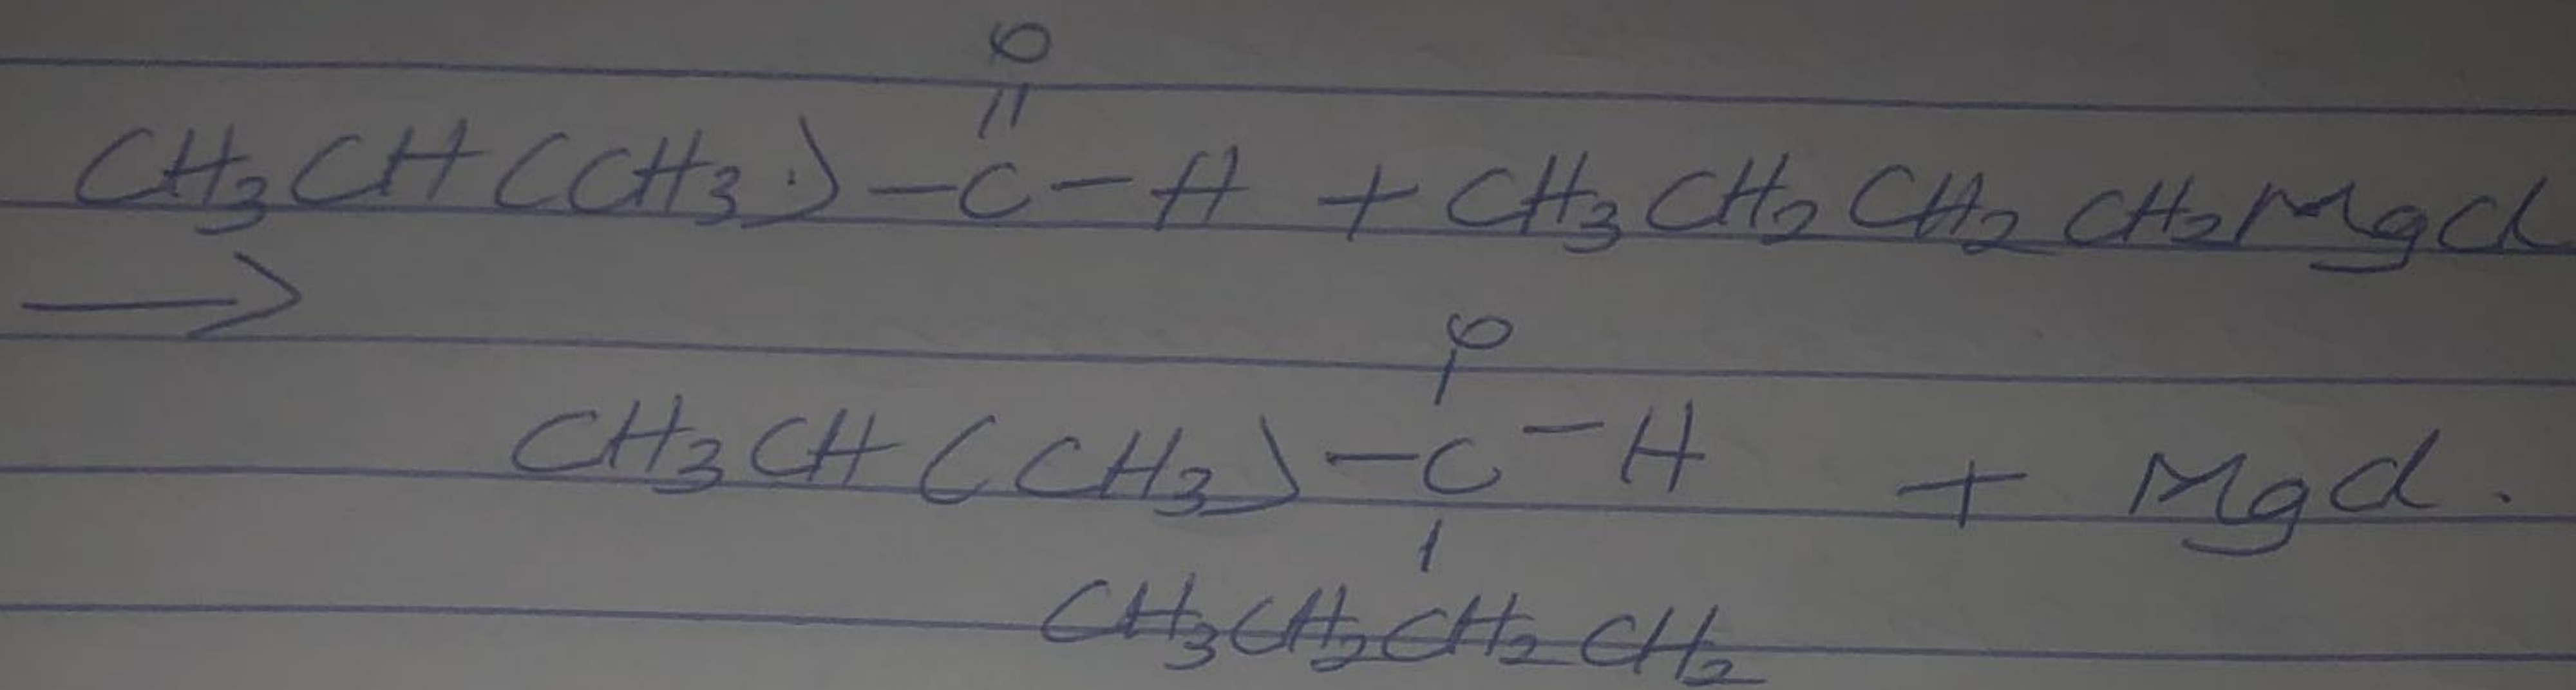 O
||
CH3CH(CH3.)-C-H + CH3CH2CH2CH2MgCl
→
O
|
CH3CH(CH3)-C-H + MgCl.
|
CH3CH2CH2CH2